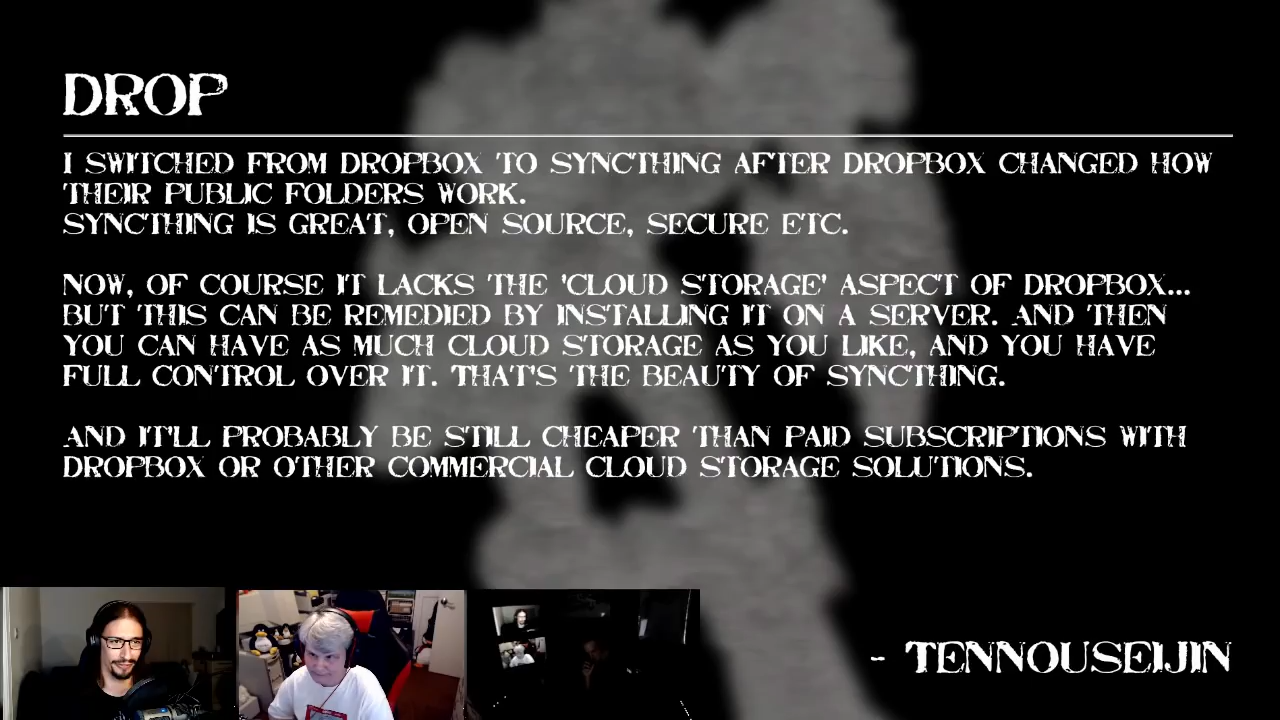 DROP
I SWITCHED FROM DROPBOX TO SYNCTHING AFTER DROPBOX CHANGED HOW
THEIR PUBLIC FOLDERS WORK.
SYNCTHING IS GREAT, OPEN SOURCE, SECURE ETC.
NOW, OF COURSE IT LACKS THE 'CLOUD STORAGE' ASPECT OF DROPBOX...
BUT THIS CAN BE REMEDIED BY INSTALLING IT ON A SERVER. AND THEN
YOU CAN HAVE AS MUCH CLOUD STORAGE AS YOU LIKE, AND YOU HAVE
FULL CONTROL OVER IT. THAT'S THE BEAUTY OF SYNCTHING.
AND IT'LL PROBABLY BE STILL CHEAPER THAN PAID SUBSCRIPTIONS WITH
DROPBOX OR OTHER COMMERCIAL CLOUD STORAGE SOLUTIONS.
- TENNOUSEIJIN